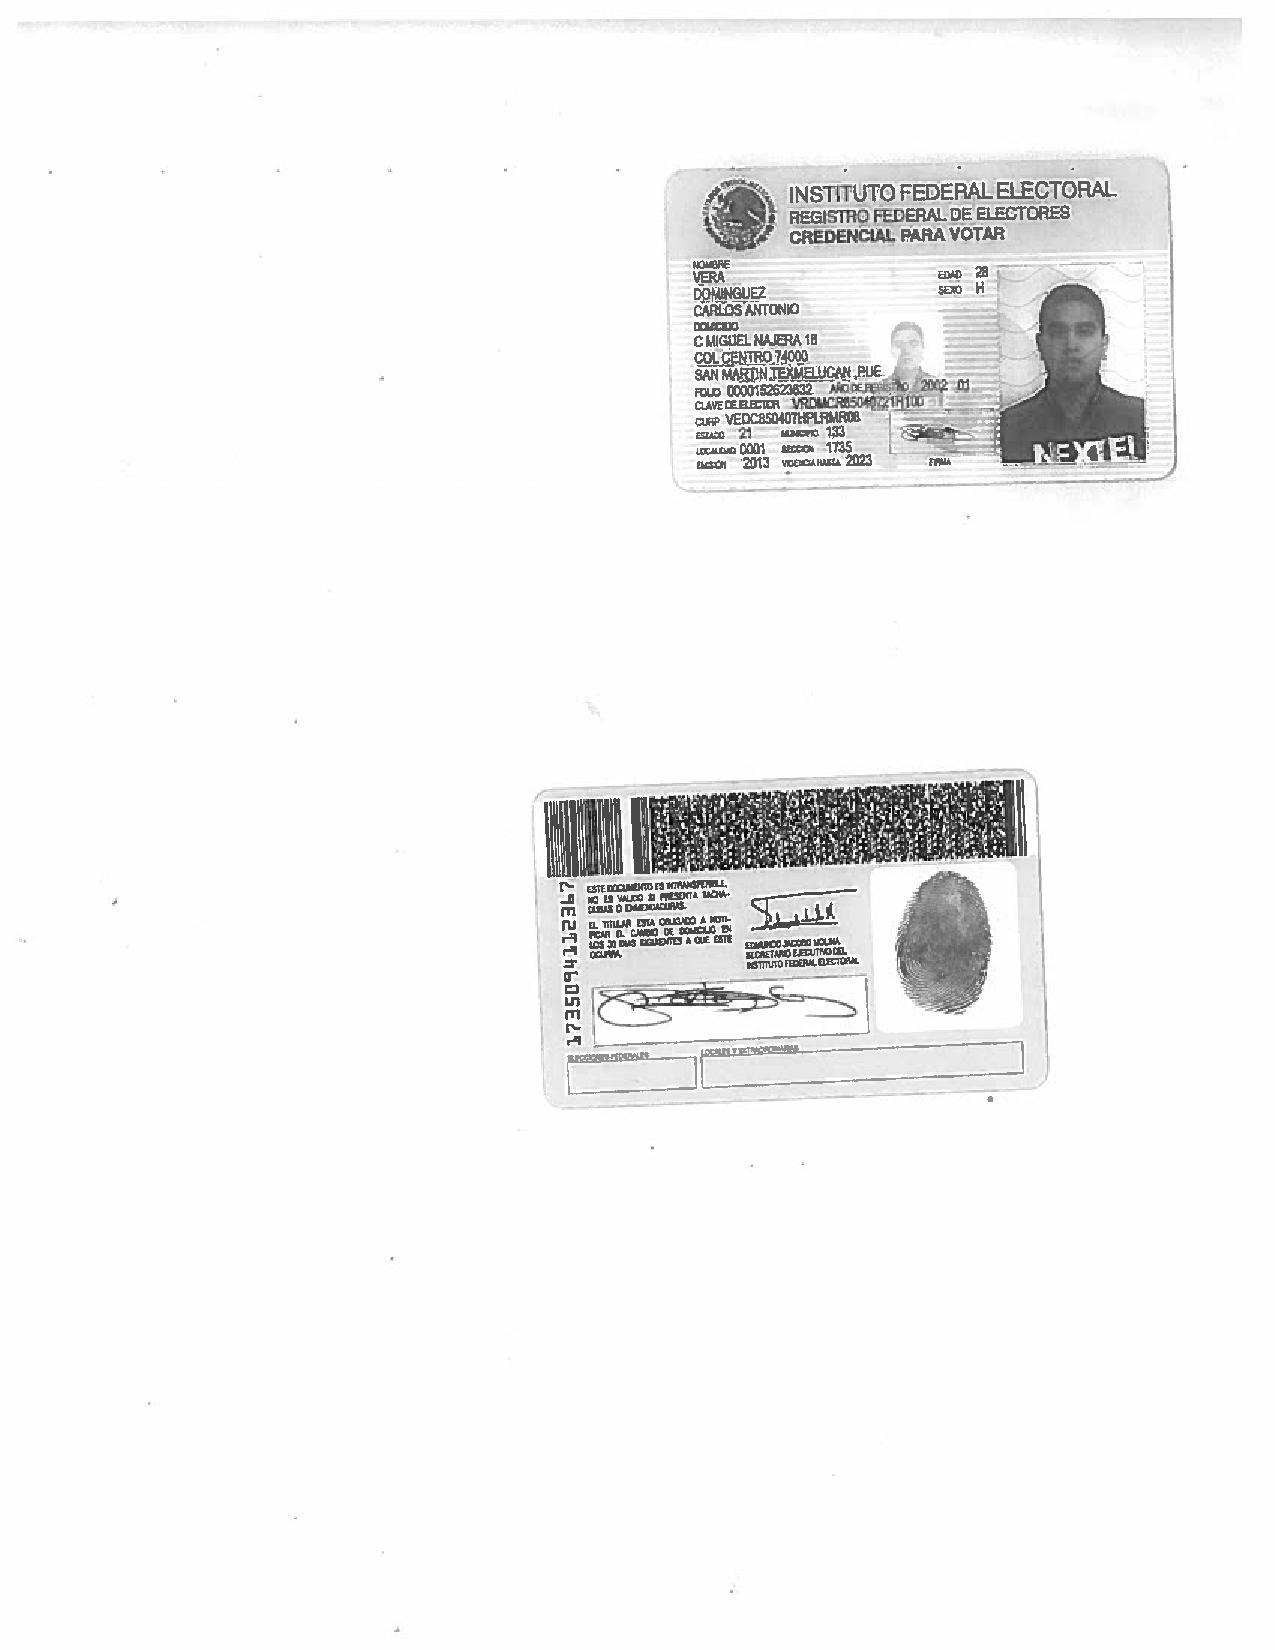 INSTITUTO FEDERAL ELECTORAL
REGISTRO FEDERAL DE ELECTORES
CREDENCIAL PARA VOTAR
NOMBRE
VERA
DOMINGUEZ
CARLOS ANTONIO
EDAD 28
SEXO H
DOMICILIO
C MIGUEL NAJERA 18
COL CENTRO 74000
SAN MARTIN TEXMELUCAN ,PUE.
FOLIO 0000152623832 AÑO DE REGISTRO 2002 01
CLAVE DE ELECTOR VRDMCR85040721H100
CURP VEDC850407HPLRMR08
ESTADO 21 MUNICIPIO 133
LOCALIDAD 0001 SECCION 1735
EMISION 2013 VIGENCIA HASTA 2023
FIRMA
NEXTEL
1735094112367
ESTE DOCUMENTO ES INTRANSFERIBLE,
NO ES VALIDO SI PRESENTA TACHA-
DURAS O ENMENDADURAS.
EL TITULAR ESTA OBLIGADO A NOTI-
FICAR EL CAMBIO DE DOMICILIO EN
LOS 30 DIAS SIGUIENTES A QUE ESTE
OCURRA.
EDMUNDO JACOBO MOLINA
SECRETARIO EJECUTIVO DEL
INSTITUTO FEDERAL ELECTORAL
ELECCIONES FEDERALES
LOCALES Y EXTRAORDINARIAS